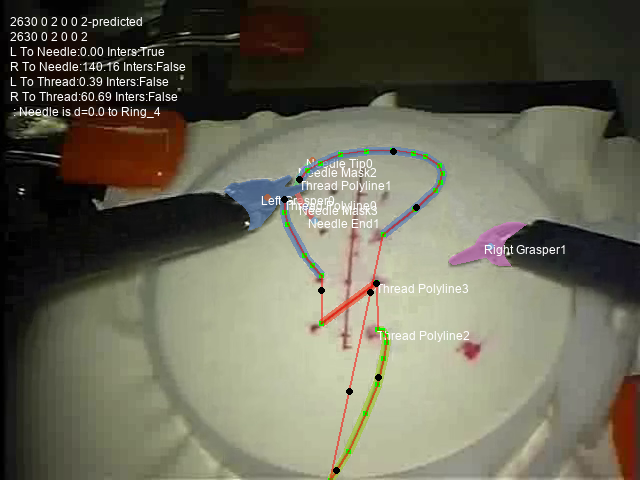 2630 0 2 0 0 2-predicted
2630 0 2 0 0 2
L To Needle:0.00 Inters:True
R To Needle:140.16 Inters:False
L To Thread:0.39 Inters:False
R To Thread:60.69 Inters:False
: Needle is d=0.0 to Ring_4
Needle Tip0
Needle Mask2
Thread Polyline1
Left Grasper0
Thread Polyline0
Needle Mask3
Needle End1
Right Grasper1
Thread Polyline3
Thread Polyline2